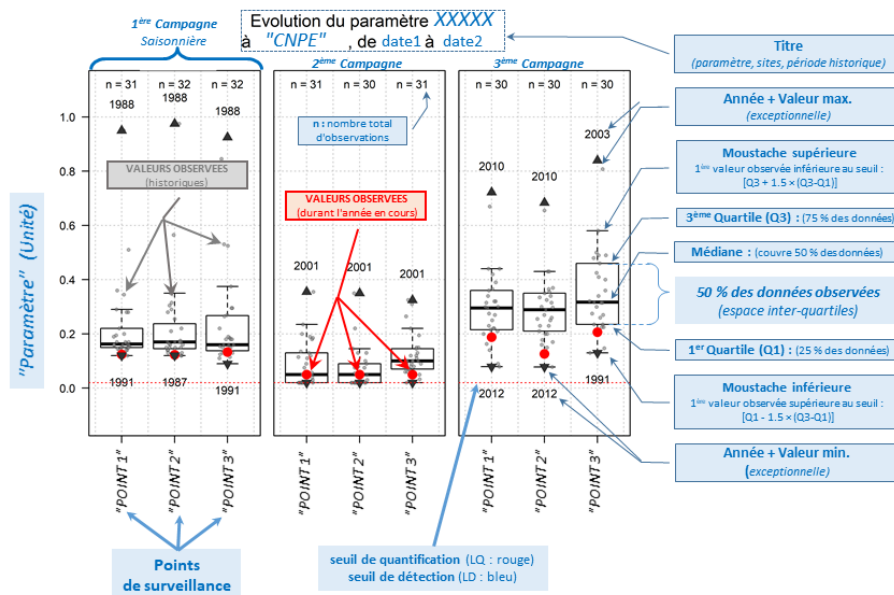 Evolution du paramètre XXXXX
à "CNPE" , de date1 à date2
1ère Campagne
Saisonnière
2ème Campagne
3ème Campagne
n = 31
n = 32
n = 32
n = 31
n = 30
n = 31
n = 30
n = 30
n = 30
1988
1988
1988
n : nombre total
d'observations
VALEURS OBSERVEES
(historiques)
VALEURS OBSERVEES
(durant l'année en cours)
2001
2001
2001
2010
2010
2003
1991
1987
1991
2012
2012
1991
"Paramètre" (Unité)
1.0
0.8
0.6
0.4
0.2
0.0
"POINT 1"
"POINT 2"
"POINT 3"
"POINT 1"
"POINT 2"
"POINT 3"
"POINT 1"
"POINT 2"
"POINT 3"
Points
de surveillance
seuil de quantification (LQ : rouge)
seuil de détection (LD : bleu)
Titre
(paramètre, sites, période historique)
Année + Valeur max.
(exceptionnelle)
Moustache supérieure
1ère valeur observée inférieure au seuil :
[Q3 + 1.5 × (Q3-Q1)]
3ème Quartile (Q3) : (75 % des données)
Médiane : (couvre 50 % des données)
50 % des données observées
(espace inter-quartiles)
1er Quartile (Q1) : (25 % des données)
Moustache inférieure
1ère valeur observée supérieure au seuil :
[Q1 - 1.5 × (Q3-Q1)]
Année + Valeur min.
(exceptionnelle)